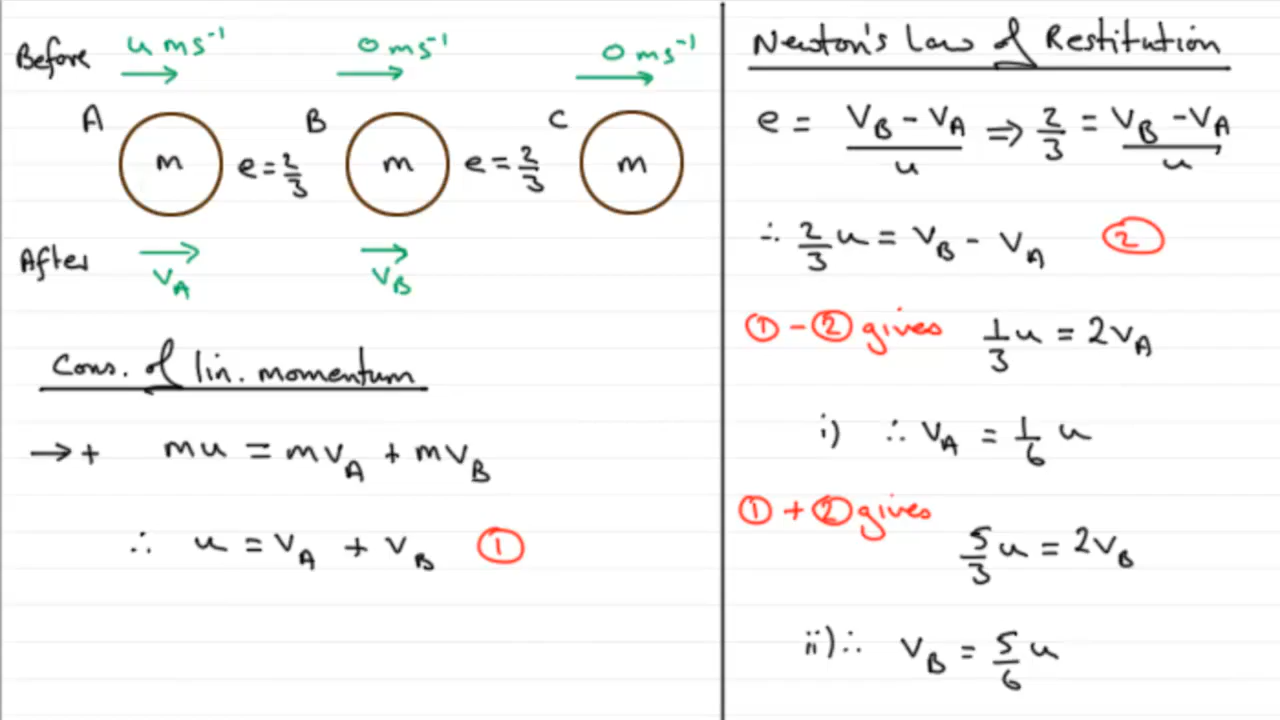 Before u ms⁻¹ 0 ms⁻¹ 0 ms⁻¹
A m e = 2/3 B m e = 2/3 C m
After V_A V_B
Cons. of lin. momentum
→ + mu = mV_A + mV_B
∴ u = V_A + V_B ①
Newton's Law of Restitution
e = (V_B - V_A)/u ⇒ 2/3 = (V_B - V_A)/u ,
∴ 2/3 u = V_B - V_A ②
① - ② gives 1/3 u = 2V_A
i) ∴ V_A = 1/6 u
① + ② gives
5/3 u = 2V_B
ii) ∴ V_B = 5/6 u